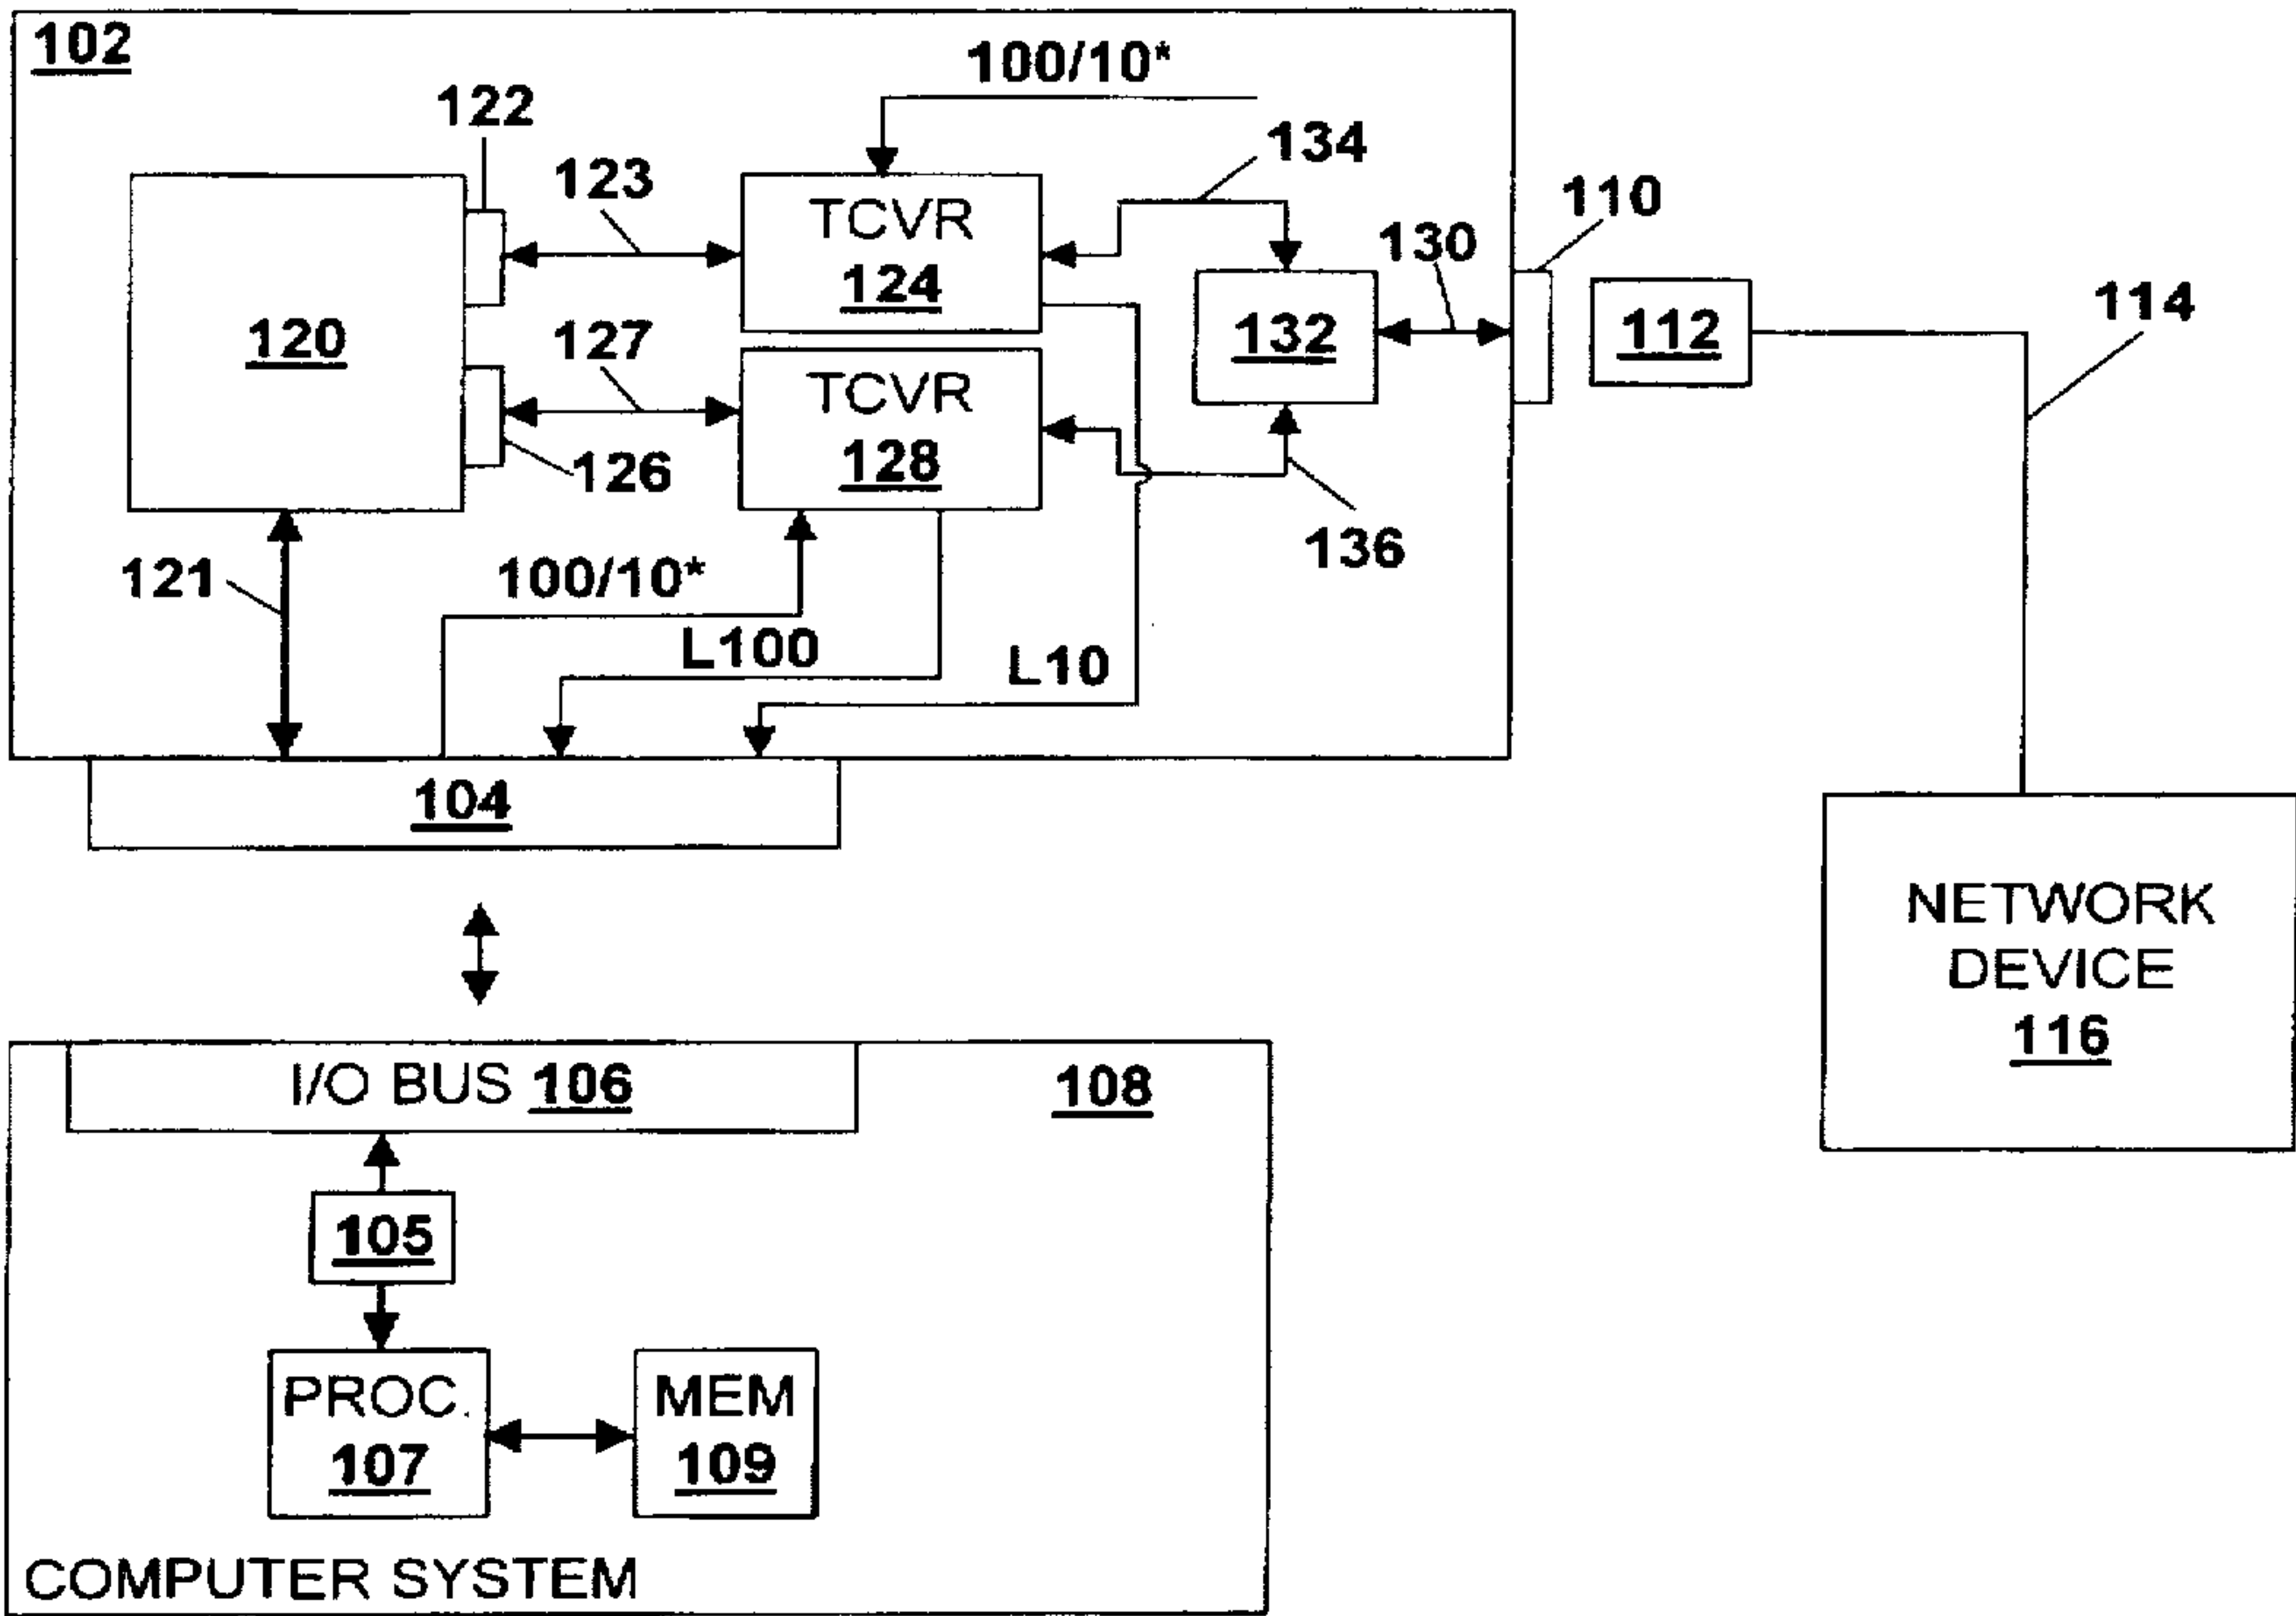 102
100/10*
122
134
123
TCVR
124
110
130
120
127
132
112
114
TCVR
128
126
136
121
100/10*
L100
L10
104
NETWORK
DEVICE
116
I/O BUS 106
108
105
PROC.
107
MEM
109
COMPUTER SYSTEM